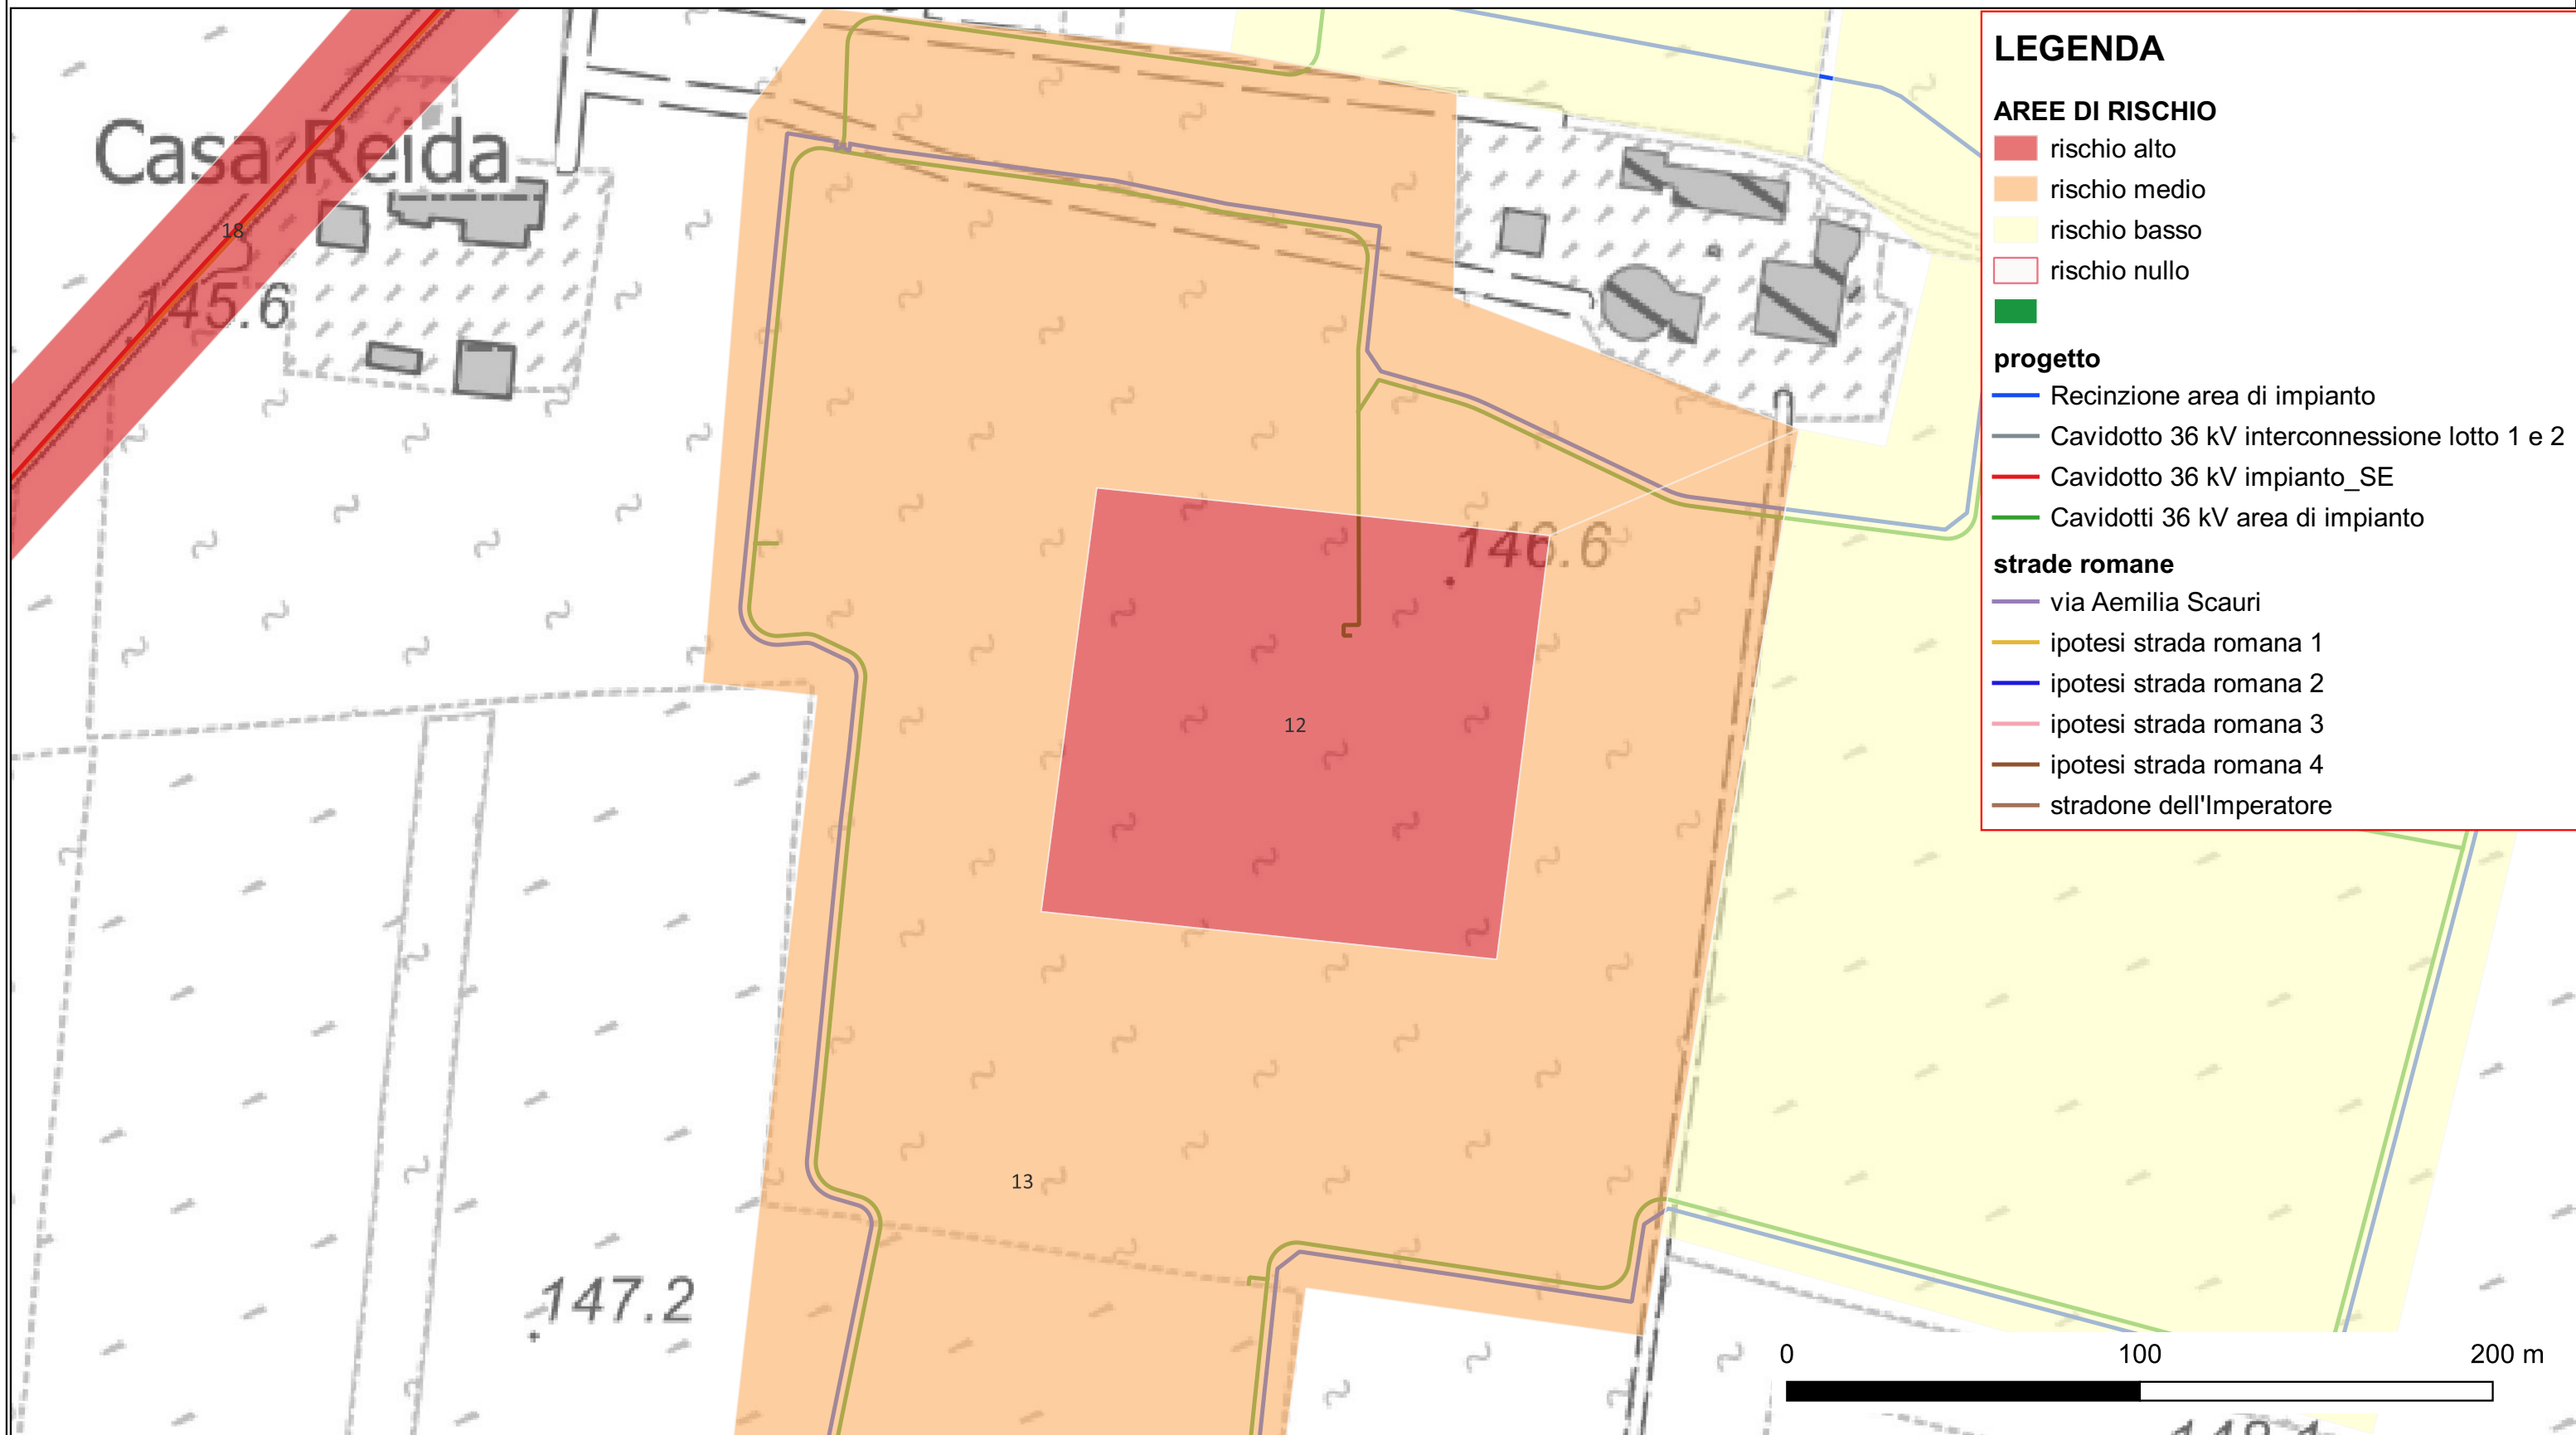 LEGENDA
AREE DI RISCHIO
rischio alto
rischio medio
rischio basso
rischio nullo
progetto
Recinzione area di impianto
Cavidotto 36 kV interconnessione lotto 1 e 2
Cavidotto 36 kV impianto_SE
Cavidotti 36 kV area di impianto
strade romane
via Aemilia Scauri
ipotesi strada romana 1
ipotesi strada romana 2
ipotesi strada romana 3
ipotesi strada romana 4
stradone dell'Imperatore
Casa Reida
18
145.6
146.6
12
13
147.2
0 100 200 m